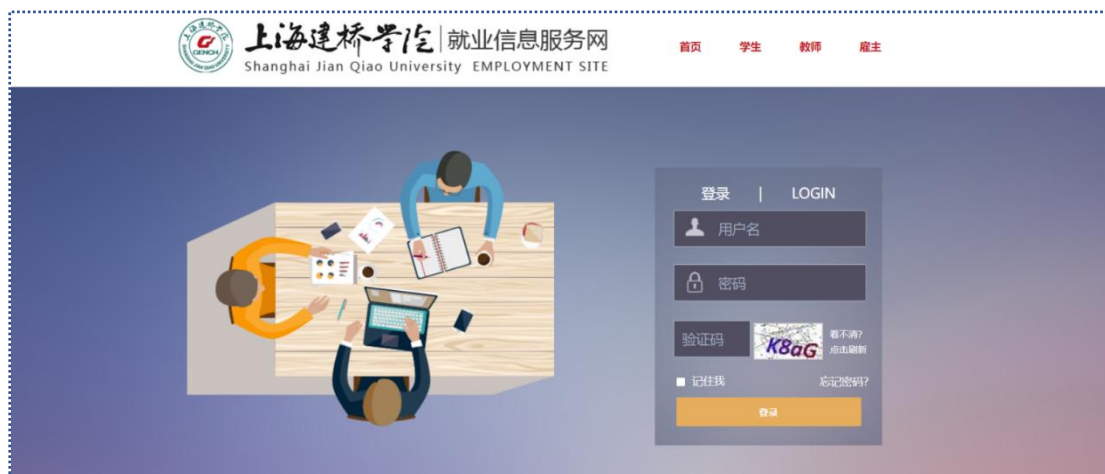 上海建桥学院|就业信息服务网
Shanghai Jian Qiao University EMPLOYMENT SITE
首页 学生 教师 雇主
登录 | LOGIN
用户名
密码
验证码 K8aG 看不清?
点击刷新
记住我 忘记密码?
登录